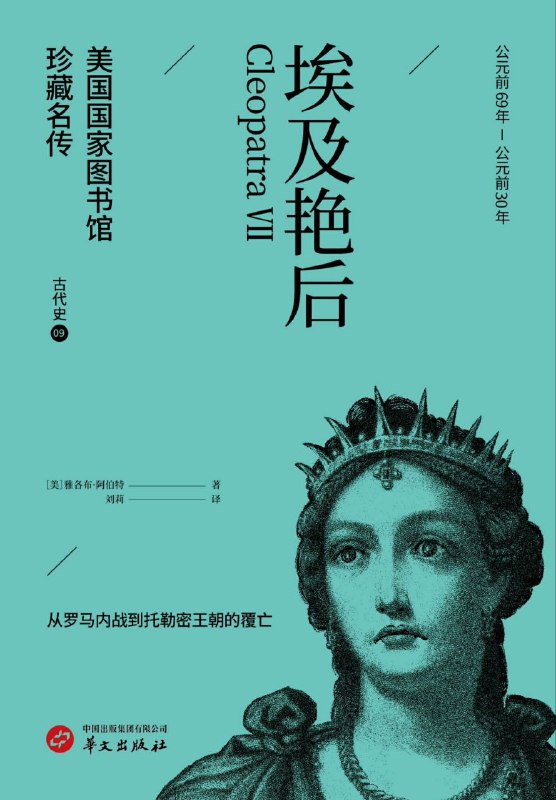 公元前69年－公元前30年
埃及艳后
Cleopatra Ⅶ
美国国家图书馆
珍藏名传
古代史 09
[美]雅各布·阿伯特 著
刘莉 译
从罗马内战到托勒密王朝的覆亡
中国出版集团有限公司
华文出版社